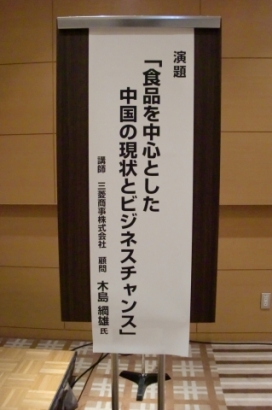 演題
「食品を中心とした
中国の現状とビジネスチャンス」
講師 三菱商事株式会社 顧問 木島 綱雄 氏